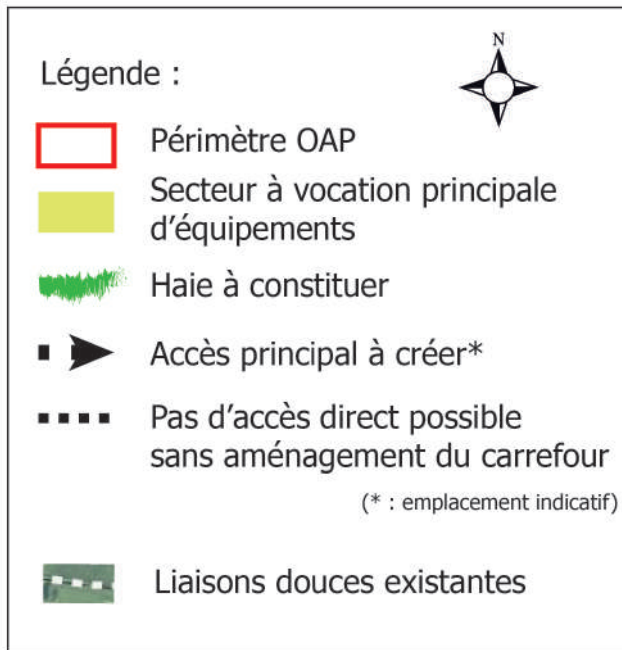 N
Légende :
Périmètre OAP
Secteur à vocation principale
d'équipements
Haie à constituer
Accès principal à créer*
Pas d'accès direct possible
sans aménagement du carrefour
(* : emplacement indicatif)
Liaisons douces existantes